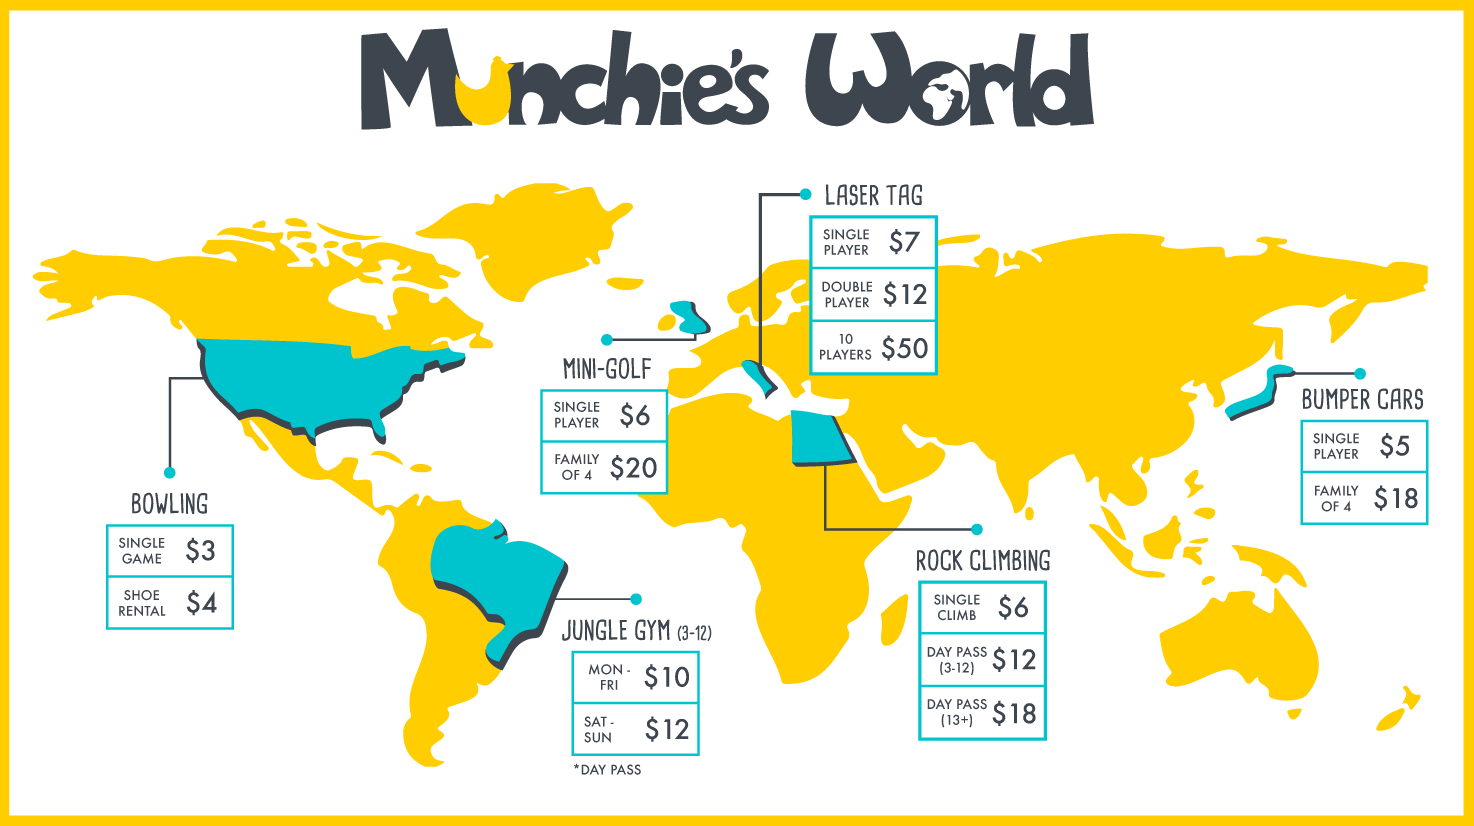 Munchie's World
LASER TAG
SINGLE
PLAYER $7
DOUBLE
PLAYER $12
10
PLAYERS $50
MINI-GOLF
SINGLE
PLAYER $6
FAMILY
OF 4 $20
BUMPER CARS
SINGLE
PLAYER $5
FAMILY
OF 4 $18
BOWLING
SINGLE
GAME $3
SHOE
RENTAL $4
ROCK CLIMBING
SINGLE
CLIMB $6
DAY PASS
(3-12) $12
DAY PASS
(13+) $18
JUNGLE GYM (3-12)
MON -
FRI $10
SAT -
SUN $12
*DAY PASS